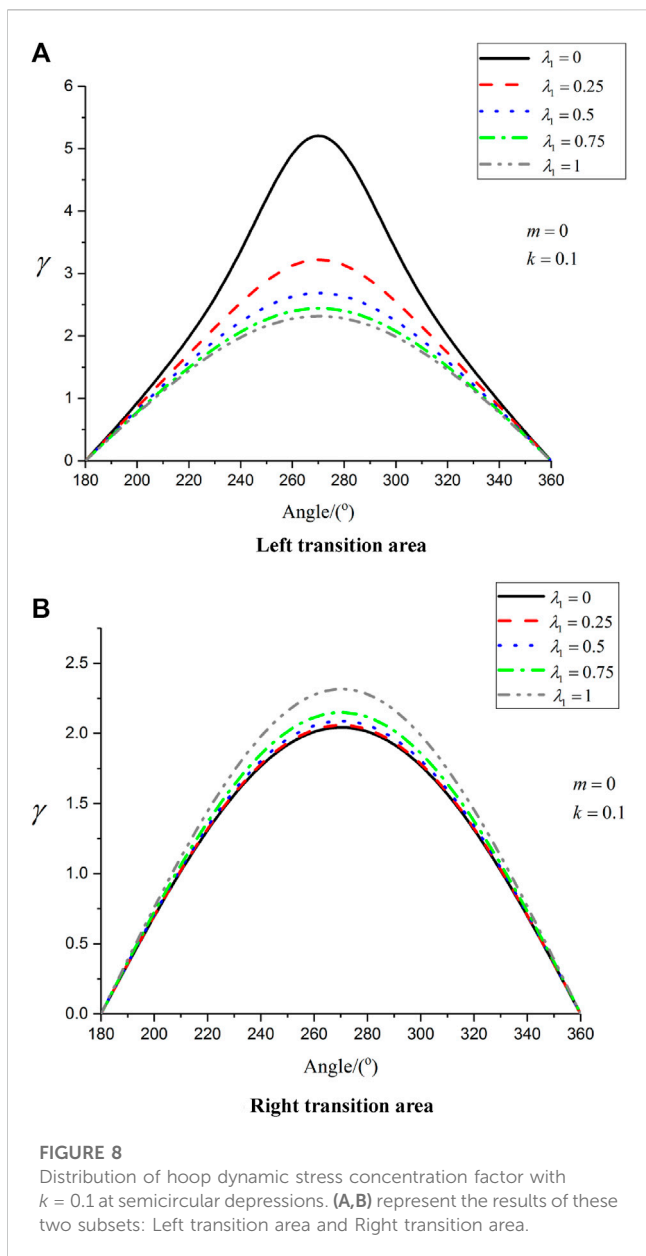 A
λ₁ = 0
λ₁ = 0.25
λ₁ = 0.5
λ₁ = 0.75
λ₁ = 1
m = 0
k = 0.1
6
5
4
3
2
1
0
γ
180 200 220 240 260 280 300 320 340 360
Angle/(º)
Left transition area
B
λ₁ = 0
λ₁ = 0.25
λ₁ = 0.5
λ₁ = 0.75
λ₁ = 1
m = 0
k = 0.1
2.5
2.0
1.5
1.0
0.5
0.0
γ
180 200 220 240 260 280 300 320 340 360
Angle/(º)
Right transition area
FIGURE 8
Distribution of hoop dynamic stress concentration factor with
k = 0.1 at semicircular depressions. (A,B) represent the results of these
two subsets: Left transition area and Right transition area.